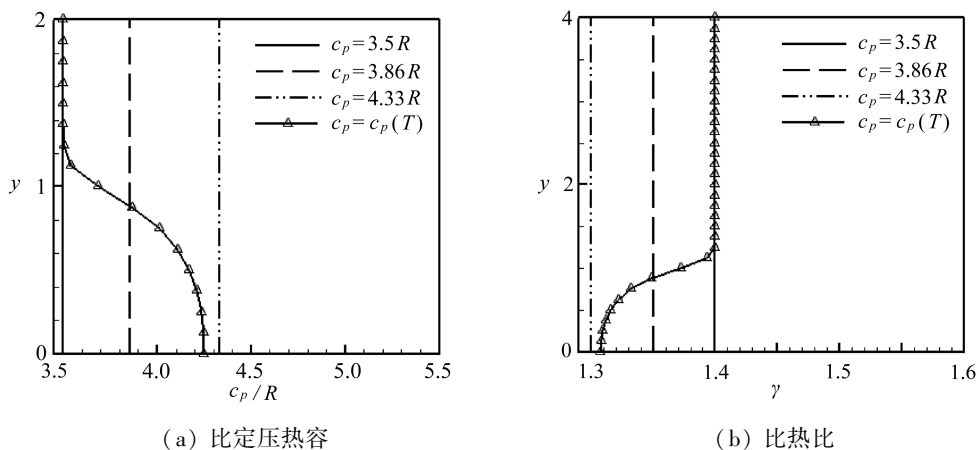 2
1
0
y
3.5
4.0
4.5
5.0
5.5
c_p/R
c_p=3.5R
c_p=3.86R
c_p=4.33R
c_p=c_p(T)
(a) 比定压热容
4
2
0
y
1.3
1.4
1.5
1.6
γ
c_p=3.5R
c_p=3.86R
c_p=4.33R
c_p=c_p(T)
(b) 比热比